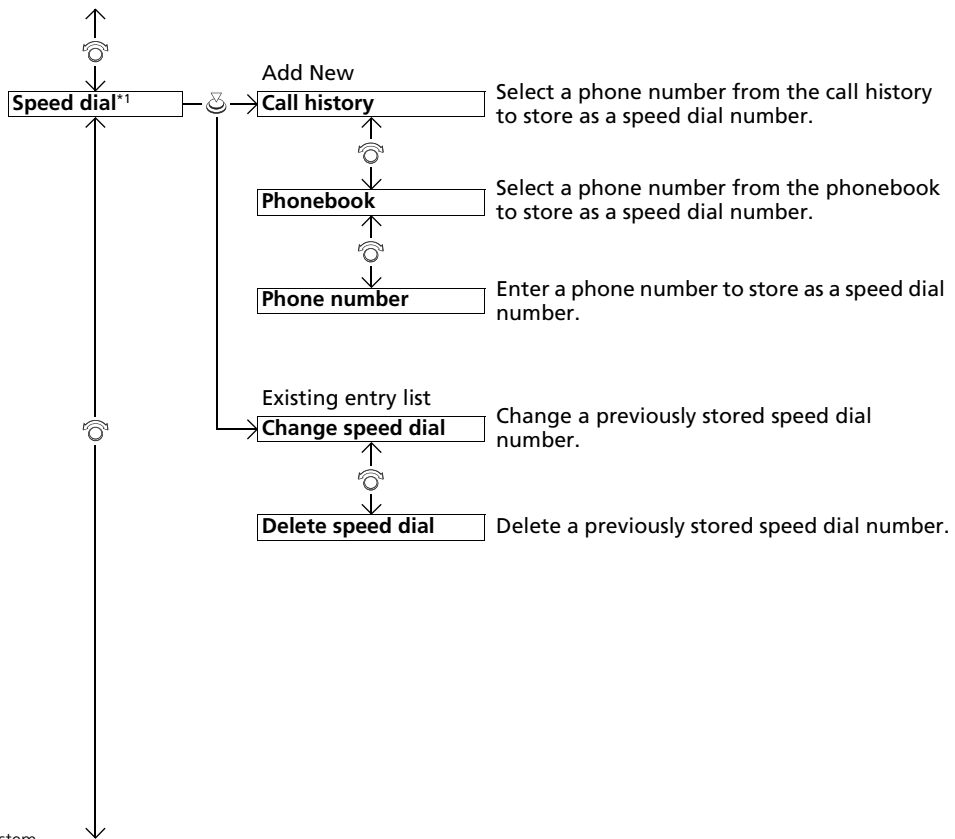 Add New
Speed dial*1
Call history
Select a phone number from the call history
to store as a speed dial number.
Phonebook
Select a phone number from the phonebook
to store as a speed dial number.
Phone number
Enter a phone number to store as a speed dial
number.
Existing entry list
Change speed dial
Change a previously stored speed dial
number.
Delete speed dial
Delete a previously stored speed dial number.